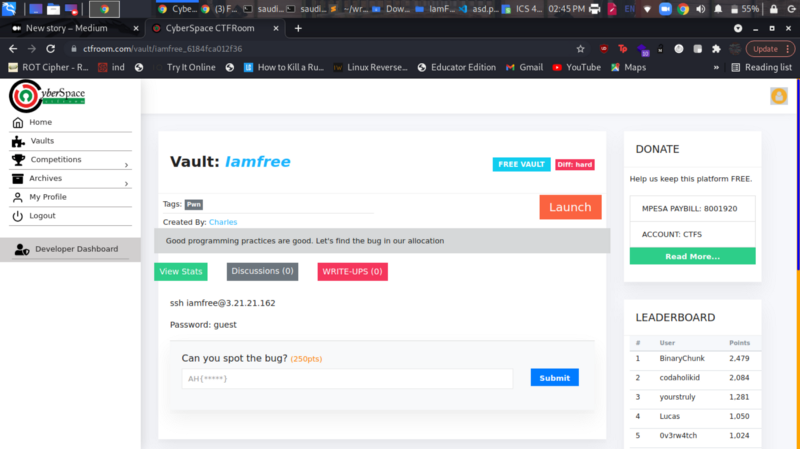 Cybe
(3) F
saudi
saudi
~/wr
Dow
IamF
asd.p
ICS 4
02:45 PM
EN
55%
New story – Medium
CyberSpace CTFRoom
ctfroom.com/vault/iamfree_6184fca012f36
Update
ROT Cipher - R...
ind
Try It Online
How to Kill a Ru...
Linux Reverse...
Educator Edition
Gmail
YouTube
Maps
»
Reading list
yberSpace
Home
Vaults
Competitions
Archives
My Profile
Logout
Developer Dashboard
Vault: Iamfree
FREE VAULT
Diff: hard
Tags: Pwn
Launch
Created By: Charles
Good programming practices are good. Let's find the bug in our allocation
View Stats
Discussions (0)
WRITE-UPS (0)
ssh iamfree@3.21.21.162
Password: guest
Can you spot the bug? (250pts)
AH{*****}
Submit
DONATE
Help us keep this platform FREE.
MPESA PAYBILL: 8001920
ACCOUNT: CTFS
Read More...
LEADERBOARD
# User Points
1 BinaryChunk 2,479
2 codaholikid 2,084
3 yourstruly 1,281
4 Lucas 1,050
5 0v3rw4tch 1,024